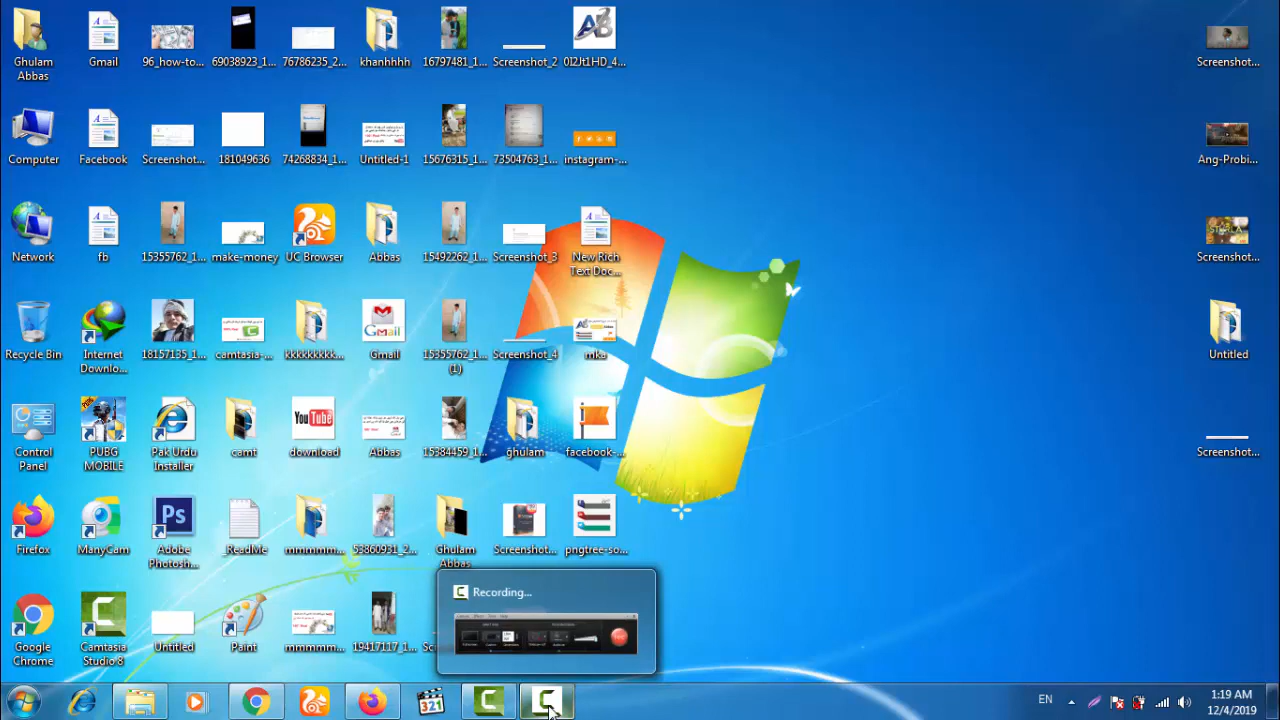 Ghulam
Abbas
Gmail
96_how-to...
69038923_1...
76786235_2...
khanhhhh
16797481_1...
Screenshot_2
0I2Jt1HD_4...
Screenshot...
Computer
Facebook
Screenshot...
181049636
74268834_1...
Untitled-1
15676315_1...
73504763_1...
instagram-...
Ang-Probi...
Network
fb
15355762_1...
make-money
UC Browser
Abbas
15492262_1...
Screenshot_3
New Rich
Text Doc...
Screenshot...
Recycle Bin
Internet
Downlo...
18157135_1...
camtasia-...
kkkkkkkkk...
Gmail
15355762_1...
(1)
Screenshot_4
mka
Untitled
Control
Panel
PUBG
MOBILE
Pak Urdu
Installer
camt
YouTube
download
Abbas
15384459_1...
ghulam
facebook-...
Screenshot...
Firefox
ManyCam
Ps
Adobe
Photosh...
_ReadMe
mmmmm...
53860931_2...
Ghulam
Abbas
Screenshot...
pngtree-so...
Recording...
Google
Chrome
Camtasia
Studio 8
Untitled
Paint
mmmmm...
19417117_1...
321
EN
1:19 AM
12/4/2019